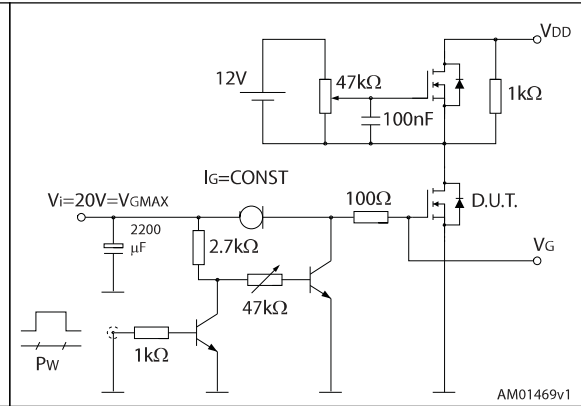 VDD
12V
47kΩ
1kΩ
100nF
IG=CONST
Vi=20V=VGMAX
100Ω
D.U.T.
2200
μF
2.7kΩ
VG
47kΩ
1kΩ
PW
AM01469v1